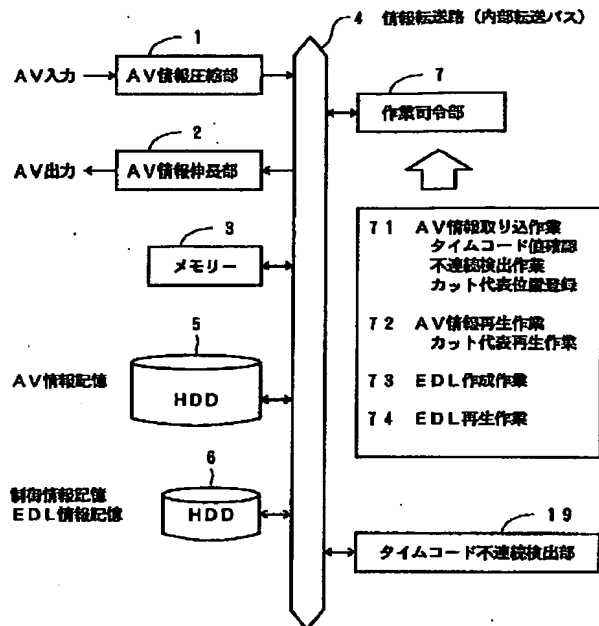 4 情報転送路（内部転送バス）
1
AV入力
AV情報圧縮部
7
作業司令部
2
AV出力
AV情報伸長部
3
メモリー
71 AV情報取り込作業
タイムコード値確認
不連続検出作業
カット代表位置登録
72 AV情報再生作業
カット代表再生作業
73 EDL作成作業
74 EDL再生作業
5
AV情報記憶
HDD
6
制御情報記憶
EDL情報記憶
HDD
19
タイムコード不連続検出部